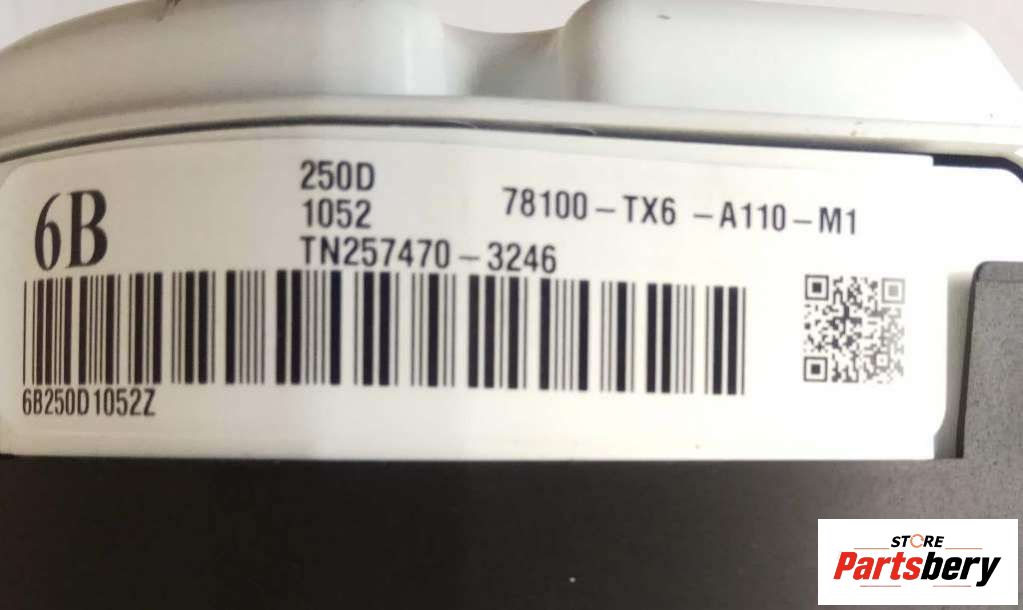 6B
250D
1052
TN257470-3246
78100-TX6 -A110-M1
6B250D1052Z
STORE
Partsbery